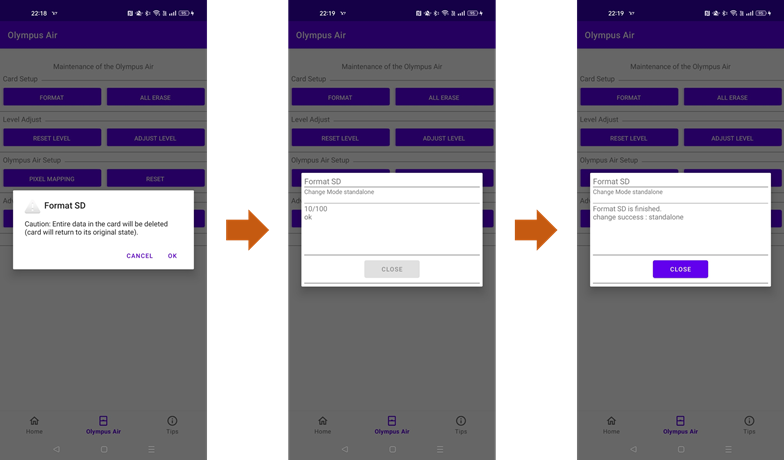 22:18
Olympus Air
Maintenance of the Olympus Air
Card Setup
FORMAT
ALL ERASE
Level Adjust
RESET LEVEL
ADJUST LEVEL
Olympus Air Setup
PIXEL MAPPING
RESET
Format SD
Caution: Entire data in the card will be deleted
(card will return to its original state).
CANCEL
OK
Home
Olympus Air
Tips
22:19
Olympus Air
Maintenance of the Olympus Air
Card Setup
FORMAT
ALL ERASE
Level Adjust
RESET LEVEL
ADJUST LEVEL
Olympus Air Setup
Format SD
Change Mode standalone
10/100
ok
CLOSE
Home
Olympus Air
Tips
22:19
Olympus Air
Maintenance of the Olympus Air
Card Setup
FORMAT
ALL ERASE
Level Adjust
RESET LEVEL
ADJUST LEVEL
Olympus Air Setup
Format SD
Change Mode standalone
Format SD is finished.
change success : standalone
CLOSE
Home
Olympus Air
Tips